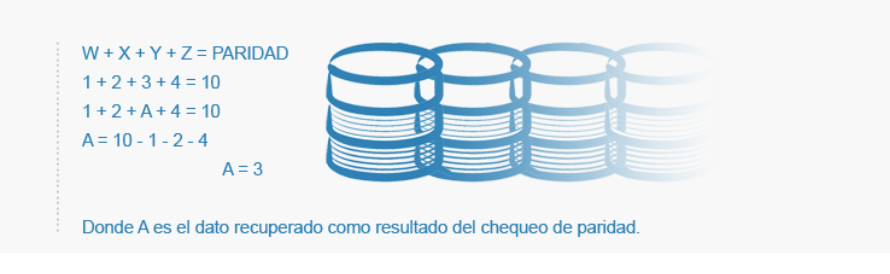 W + X + Y + Z = PARIDAD
1 + 2 + 3 + 4 = 10
1 + 2 + A + 4 = 10
A = 10 - 1 - 2 - 4
A = 3
Donde A es el dato recuperado como resultado del chequeo de paridad.